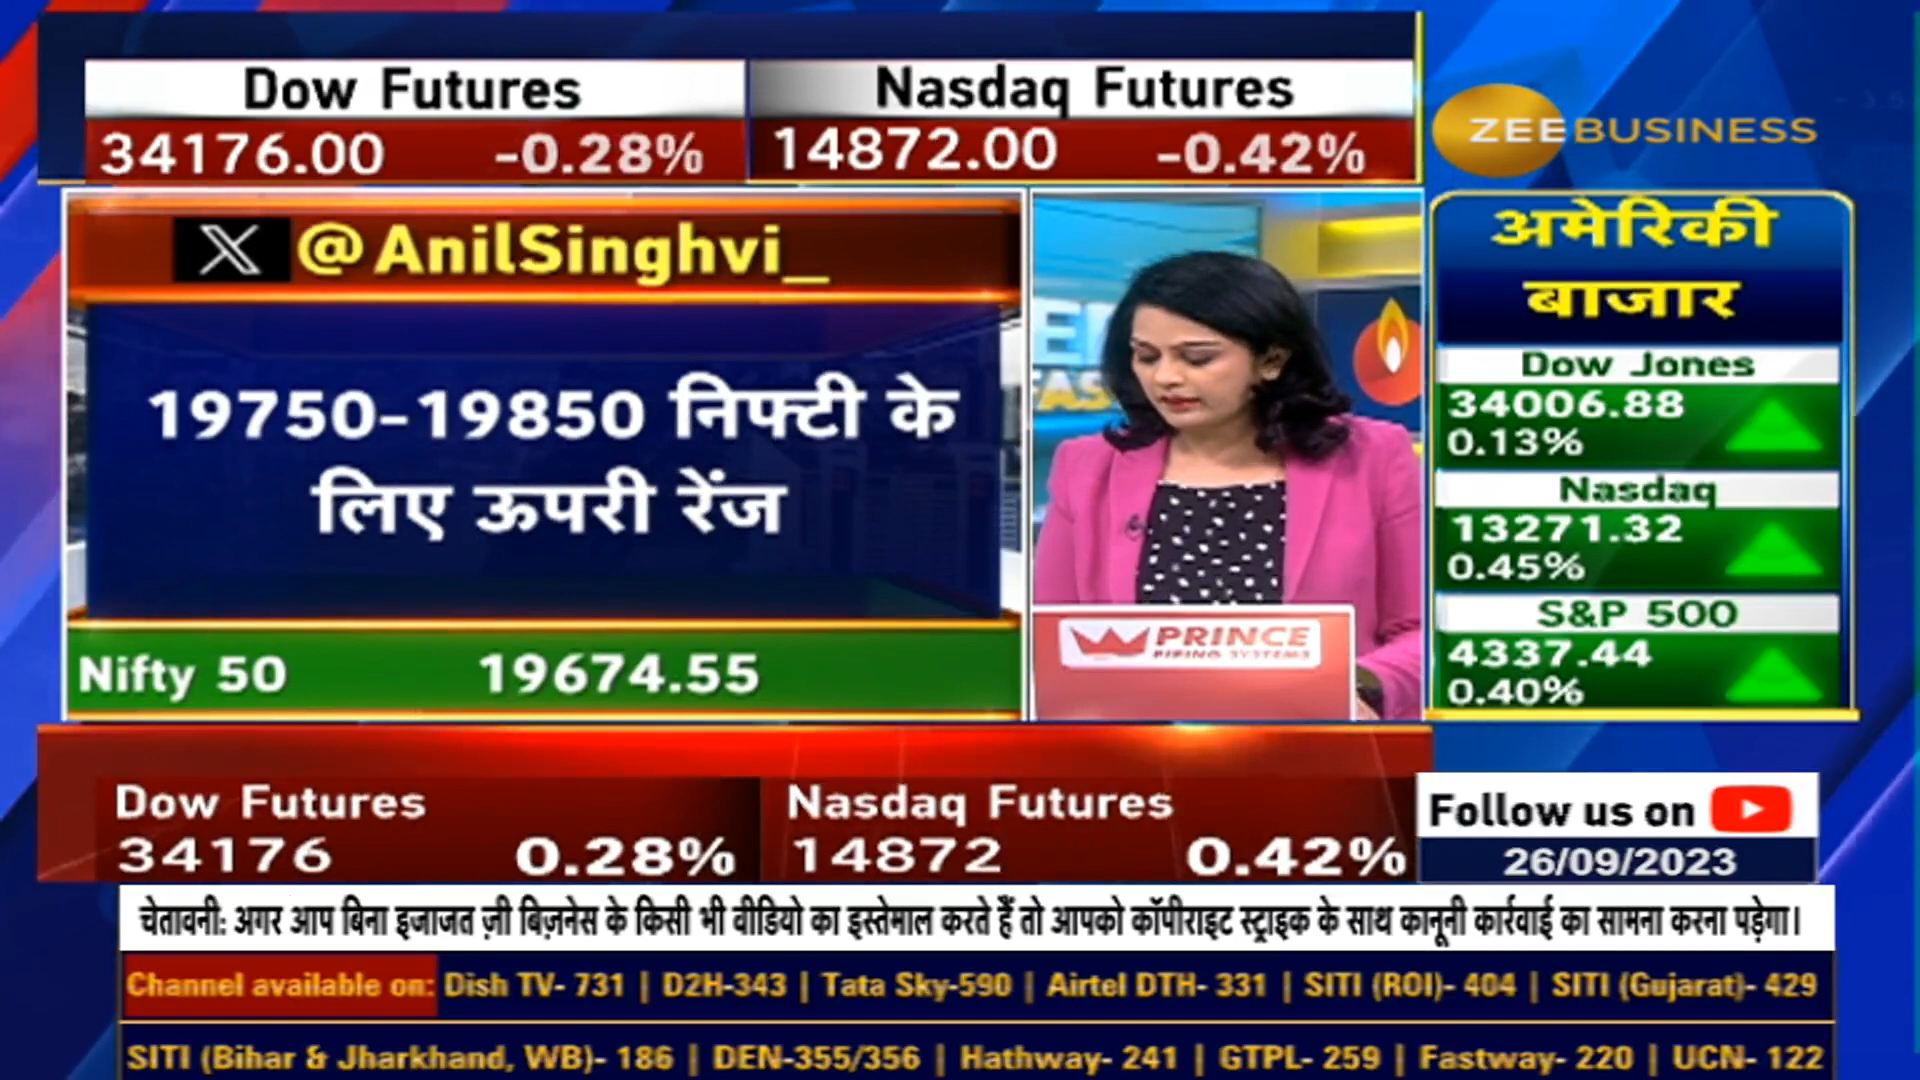 Dow Futures
34176.00 -0.28%
Nasdaq Futures
14872.00 -0.42%
ZEEBUSINESS
X @AnilSinghvi_
19750-19850 निफ्टी के
लिए ऊपरी रेंज
Nifty 50 19674.55
PRINCE
PIPING SYSTEMS
अमेरिकी
बाजार
Dow Jones
34006.88
0.13%
Nasdaq
13271.32
0.45%
S&P 500
4337.44
0.40%
Dow Futures
34176 0.28%
Nasdaq Futures
14872 0.42%
Follow us on
26/09/2023
चेतावनी: अगर आप बिना इजाजत ज़ी बिज़नेस के किसी भी वीडियो का इस्तेमाल करते हैं तो आपको कॉपीराइट स्ट्राइक के साथ कानूनी कार्रवाई का सामना करना पड़ेगा।
Channel available on: Dish TV- 731 | D2H-343 | Tata Sky-590 | Airtel DTH- 331 | SITI (ROI)- 404 | SITI (Gujarat)- 429
SITI (Bihar & Jharkhand, WB)- 186 | DEN-355/356 | Hathway- 241 | GTPL- 259 | Fastway- 220 | UCN- 122